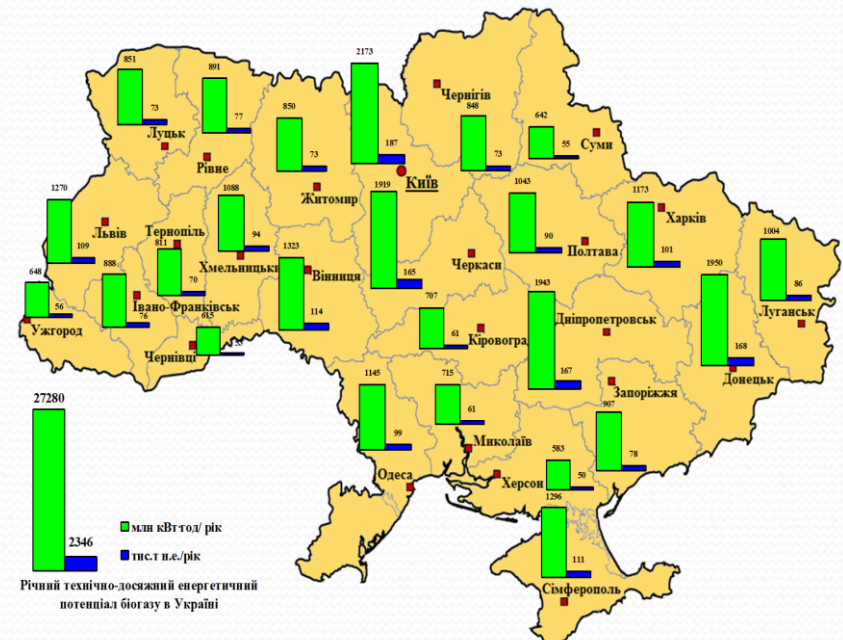 2173
851
891
850
848
642
73
77
73
187
73
55
Луцьк
Рівне
Житомир
Київ
Чернігів
Суми
1270
1088
1919
1043
1173
1004
109
94
165
90
101
86
Львів
Тернопіль
Хмельницьки
Вінниця
Черкаси
Полтава
Харків
Луганськ
811
888
1323
1950
70
76
114
168
648
56
Ужгород
Івано-Франківськ
615
Чернівці
707
61
Кіровоград
1943
167
Дніпропетровськ
Донецьк
Запоріжжя
1145
715
907
99
61
78
Миколаїв
Одеса
Херсон
583
50
1296
111
Сімферополь
27280
2346
млн кВт·год/ рік
тис.т н.е./рік
Річний технічно-досяжний енергетичний
потенціал біогазу в Україні